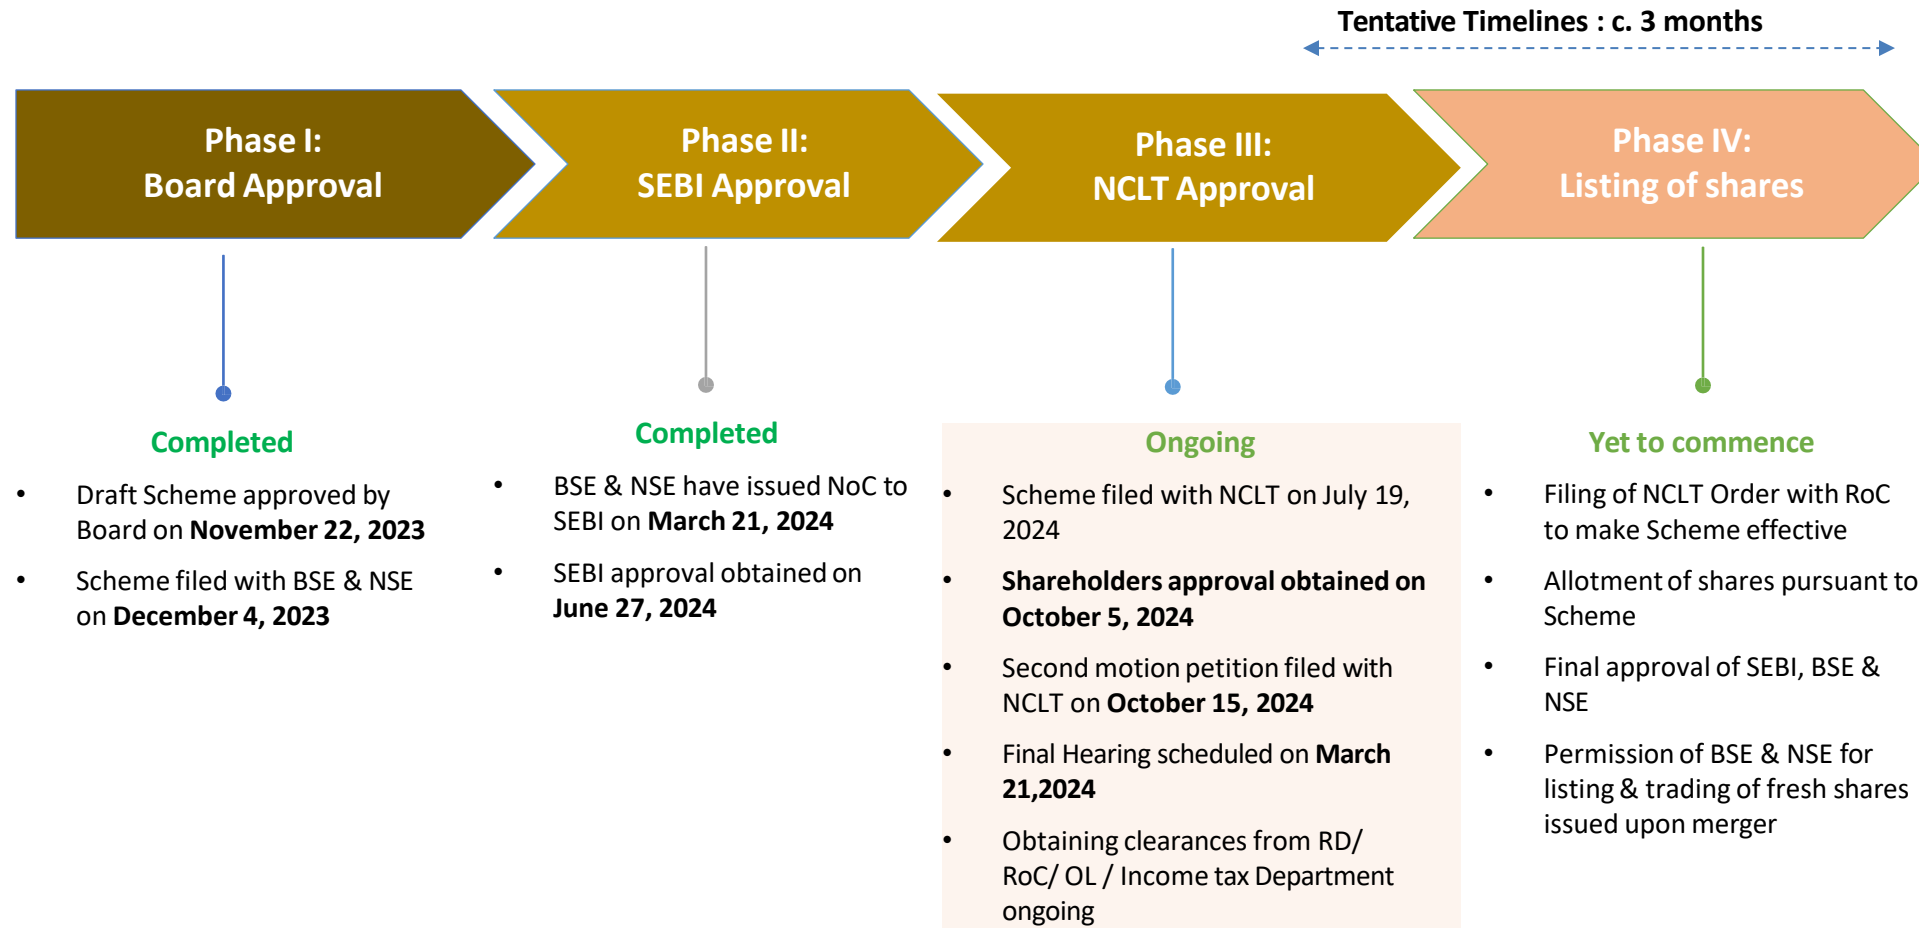 Tentative Timelines : c. 3 months
Phase I:
Board Approval
Phase II:
SEBI Approval
Phase III:
NCLT Approval
Phase IV:
Listing of shares
Completed
• Draft Scheme approved by
Board on November 22, 2023
• Scheme filed with BSE & NSE
on December 4, 2023
Completed
• BSE & NSE have issued NoC to
SEBI on March 21, 2024
• SEBI approval obtained on
June 27, 2024
Ongoing
• Scheme filed with NCLT on July 19,
2024
• Shareholders approval obtained on
October 5, 2024
• Second motion petition filed with
NCLT on October 15, 2024
• Final Hearing scheduled on March
21,2024
• Obtaining clearances from RD/
RoC/ OL / Income tax Department
ongoing
Yet to commence
• Filing of NCLT Order with RoC
to make Scheme effective
• Allotment of shares pursuant to
Scheme
• Final approval of SEBI, BSE &
NSE
• Permission of BSE & NSE for
listing & trading of fresh shares
issued upon merger